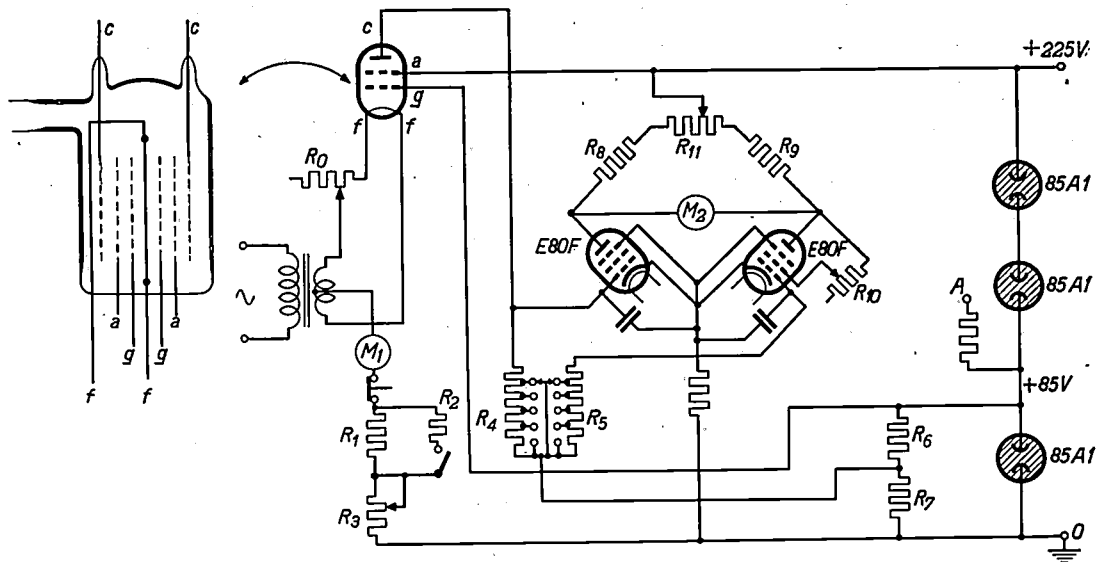 c
c
a
g
f f
+225V
R0
R8
R11
R9
M2
85A1
E80F
E80F
R10
A
85A1
a a
g g
f f
M1
+85V
R2
R1
R4
R5
R6
85A1
R3
R7
0